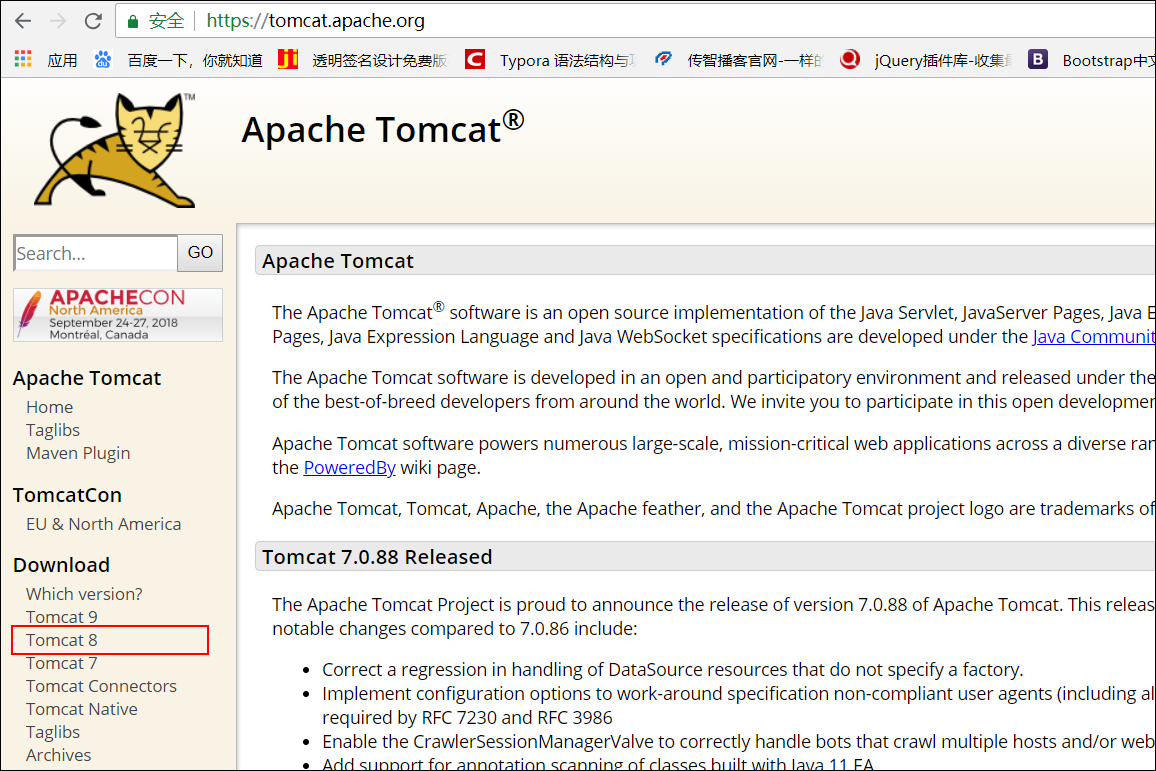 安全 https://tomcat.apache.org
应用 百度一下，你就知道 透明签名设计免费版 Typora 语法结构与 传智播客官网-一样的 jQuery插件库-收集 Bootstrap中文
TM
Apache Tomcat®
Search... GO
APACHECON
North America
September 24-27, 2018
Montréal, Canada
Apache Tomcat
Home
Taglibs
Maven Plugin
TomcatCon
EU & North America
Download
Which version?
Tomcat 9
Tomcat 8
Tomcat 7
Tomcat Connectors
Tomcat Native
Taglibs
Archives
Apache Tomcat
The Apache Tomcat® software is an open source implementation of the Java Servlet, JavaServer Pages, Java E
Pages, Java Expression Language and Java WebSocket specifications are developed under the Java Communit
The Apache Tomcat software is developed in an open and participatory environment and released under the
of the best-of-breed developers from around the world. We invite you to participate in this open developmen
Apache Tomcat software powers numerous large-scale, mission-critical web applications across a diverse ran
the PoweredBy wiki page.
Apache Tomcat, Tomcat, Apache, the Apache feather, and the Apache Tomcat project logo are trademarks of
Tomcat 7.0.88 Released
The Apache Tomcat Project is proud to announce the release of version 7.0.88 of Apache Tomcat. This releas
notable changes compared to 7.0.86 include:
• Correct a regression in handling of DataSource resources that do not specify a factory.
• Implement configuration options to work-around specification non-compliant user agents (including al
required by RFC 7230 and RFC 3986
• Enable the CrawlerSessionManagerValve to correctly handle bots that crawl multiple hosts and/or web
• Add support for annotation scanning of classes built with Java 11 EA